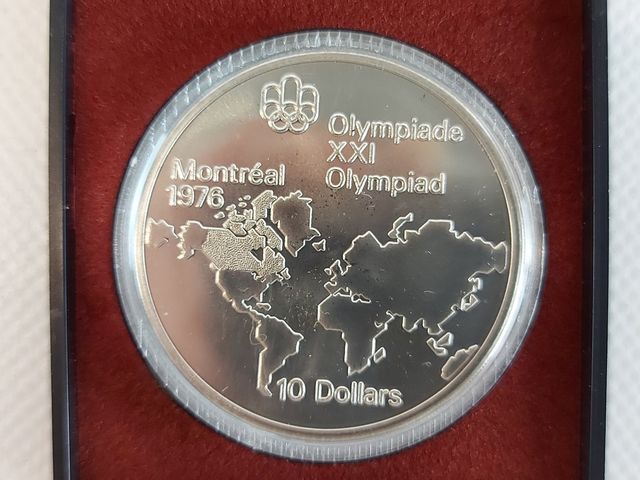 Olympiade
XXI
Olympiad
Montréal
1976
10 Dollars